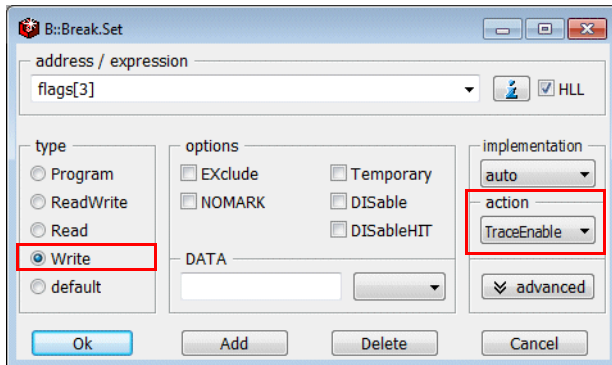 B::Break.Set
address / expression
flags[3]
i HLL
type
options
implementation
Program
EXclude
Temporary
auto
ReadWrite
NOMARK
DISable
action
Read
DISableHIT
TraceEnable
Write
DATA
default
advanced
Ok
Add
Delete
Cancel